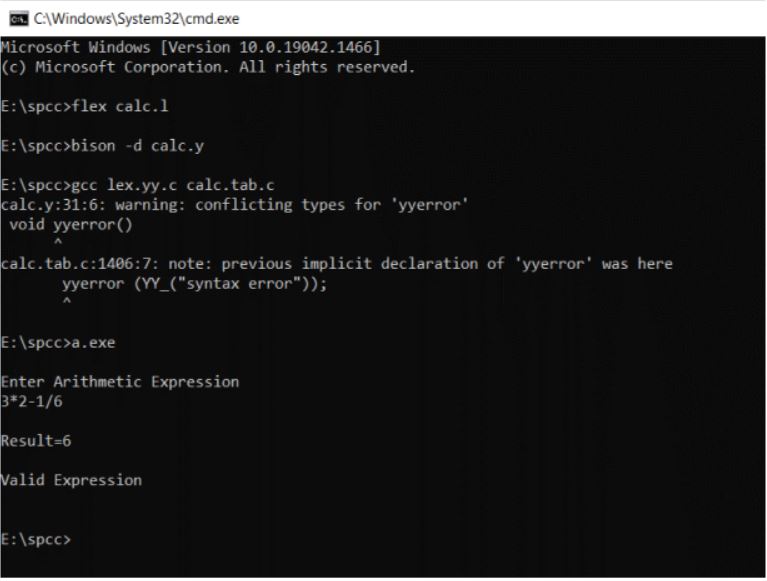 C:\Windows\System32\cmd.exe
Microsoft Windows [Version 10.0.19042.1466]
(c) Microsoft Corporation. All rights reserved.
E:\spcc>flex calc.l
E:\spcc>bison -d calc.y
E:\spcc>gcc lex.yy.c calc.tab.c
calc.y:31:6: warning: conflicting types for 'yyerror'
 void yyerror()
      ^
calc.tab.c:1406:7: note: previous implicit declaration of 'yyerror' was here
       yyerror (YY_("syntax error"));
       ^
E:\spcc>a.exe
Enter Arithmetic Expression
3*2-1/6
Result=6
Valid Expression
E:\spcc>